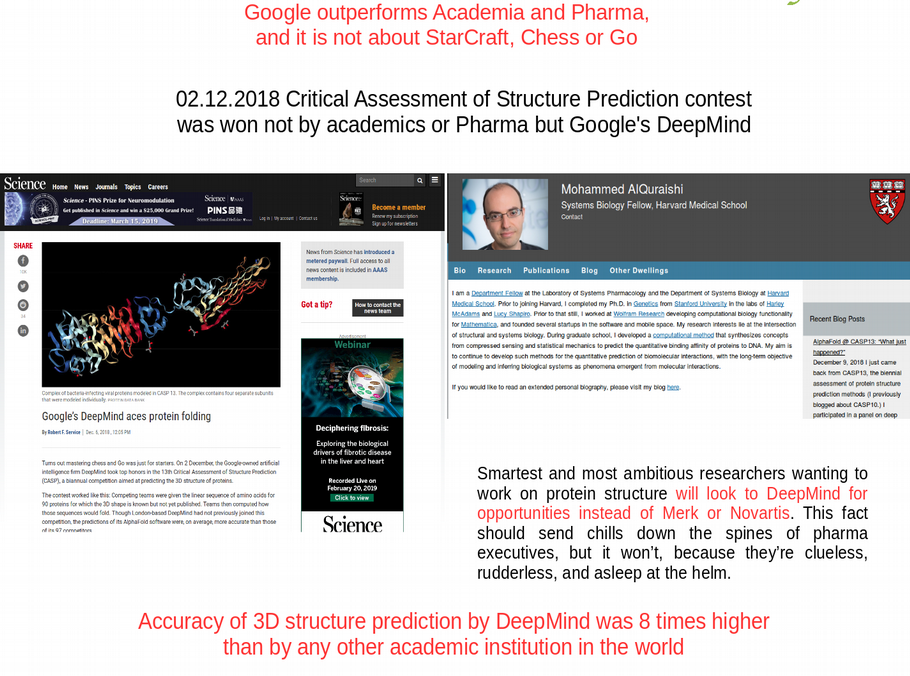 Google outperforms Academia and Pharma,
and it is not about StarCraft, Chess or Go
02.12.2018 Critical Assessment of Structure Prediction contest
was won not by academics or Pharma but Google's DeepMind
Science Home News Journals Topics Careers
Search
Science - PINS Prize for Neuromodulation
Get published in Science and win a $25,000 Grand Prize!
Deadline: March 15, 2019
Science
PINS 品驰
Log in | My account | Contact us
Become a member
Renew my subscription
Sign up for newsletters
SHARE
Complex of bacteria-infecting viral proteins modeled in CASP 13. The complex contains four separate subunits
that were modeled individually.
Google's DeepMind aces protein folding
By Robert F. Service | Dec. 6, 2018, 12:05 PM
Turns out mastering chess and Go was just for starters. On 2 December, the Google-owned artificial
intelligence firm DeepMind took top honors in the 13th Critical Assessment of Structure Prediction
(CASP), a biannual competition aimed at predicting the 3D structure of proteins.
The contest worked like this: Competing teams were given the linear sequence of amino acids for
90 proteins for which the 3D shape is known but not yet published. Teams then computed how
those sequences would fold. Though London-based DeepMind had not previously joined this
competition, the predictions of its AlphaFold software were, on average, more accurate than those
of its 97 competitors.
News from Science has introduced a
metered paywall. Full access to all
news content is included in AAAS
membership.
Got a tip?
How to contact the
news team
Advertisement
Webinar
Deciphering fibrosis:
Exploring the biological
drivers of fibrotic disease
in the liver and heart
Recorded Live on
February 20, 2019
Click to view
Science
Mohammed AlQuraishi
Systems Biology Fellow, Harvard Medical School
Contact
Bio Research Publications Blog Other Dwellings
I am a Department Fellow at the Laboratory of Systems Pharmacology and the Department of Systems Biology at Harvard
Medical School. Prior to joining Harvard, I completed my Ph.D. in Genetics from Stanford University in the labs of Harley
McAdams and Lucy Shapiro. Prior to that still, I worked at Wolfram Research developing computational biology functionality
for Mathematica, and founded several startups in the software and mobile space. My research interests lie at the intersection
of structural and systems biology. During graduate school, I developed a computational method that synthesizes concepts
from compressed sensing and statistical mechanics to predict the quantitative binding affinity of proteins to DNA. My aim is
to continue to develop such methods for the quantitative prediction of biomolecular interactions, with the long-term objective
of modeling and inferring biological systems as phenomena emergent from molecular interactions.
If you would like to read an extended personal biography, please visit my blog here.
Recent Blog Posts
AlphaFold @ CASP13: "What just
happened?"
December 9, 2018 I just came
back from CASP13, the biennial
assessment of protein structure
prediction methods (I previously
blogged about CASP10.) I
participated in a panel on deep
Smartest and most ambitious researchers wanting to
work on protein structure will look to DeepMind for
opportunities instead of Merk or Novartis. This fact
should send chills down the spines of pharma
executives, but it won't, because they're clueless,
rudderless, and asleep at the helm.
Accuracy of 3D structure prediction by DeepMind was 8 times higher
than by any other academic institution in the world